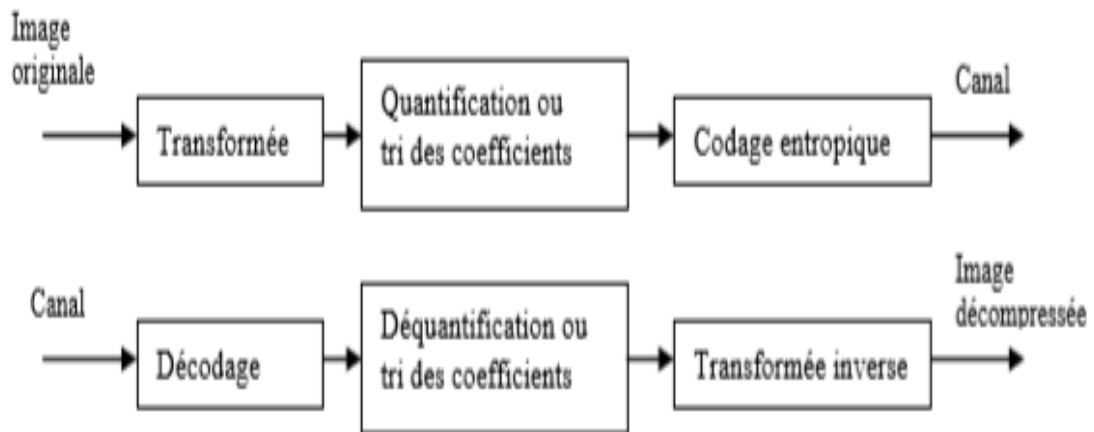 Image
originale
Transformée
Quantification ou
tri des coefficients
Codage entropique
Canal
Canal
Décodage
Déquantification ou
tri des coefficients
Transformée inverse
Image
décompressée